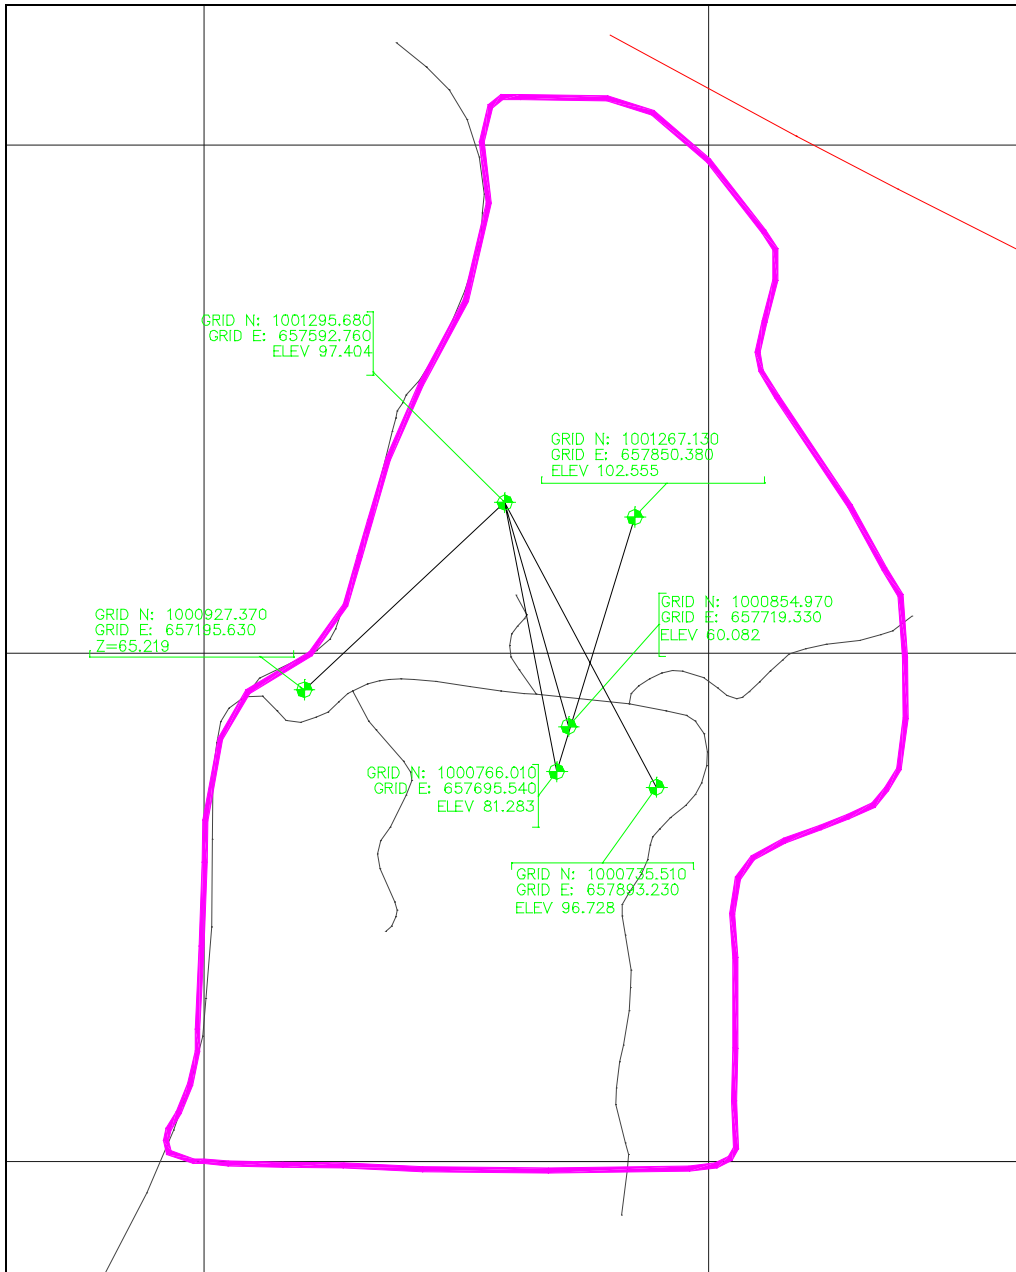 GRID N: 1001295.680
GRID E: 657592.760
ELEV 97.404
GRID N: 1001267.130
GRID E: 657850.380
ELEV 102.555
GRID N: 1000927.370
GRID E: 657195.630
Z=65.219
GRID N: 1000854.970
GRID E: 657719.330
ELEV 60.082
GRID N: 1000766.010
GRID E: 657695.540
ELEV 81.283
GRID N: 1000735.510
GRID E: 657893.230
ELEV 96.728